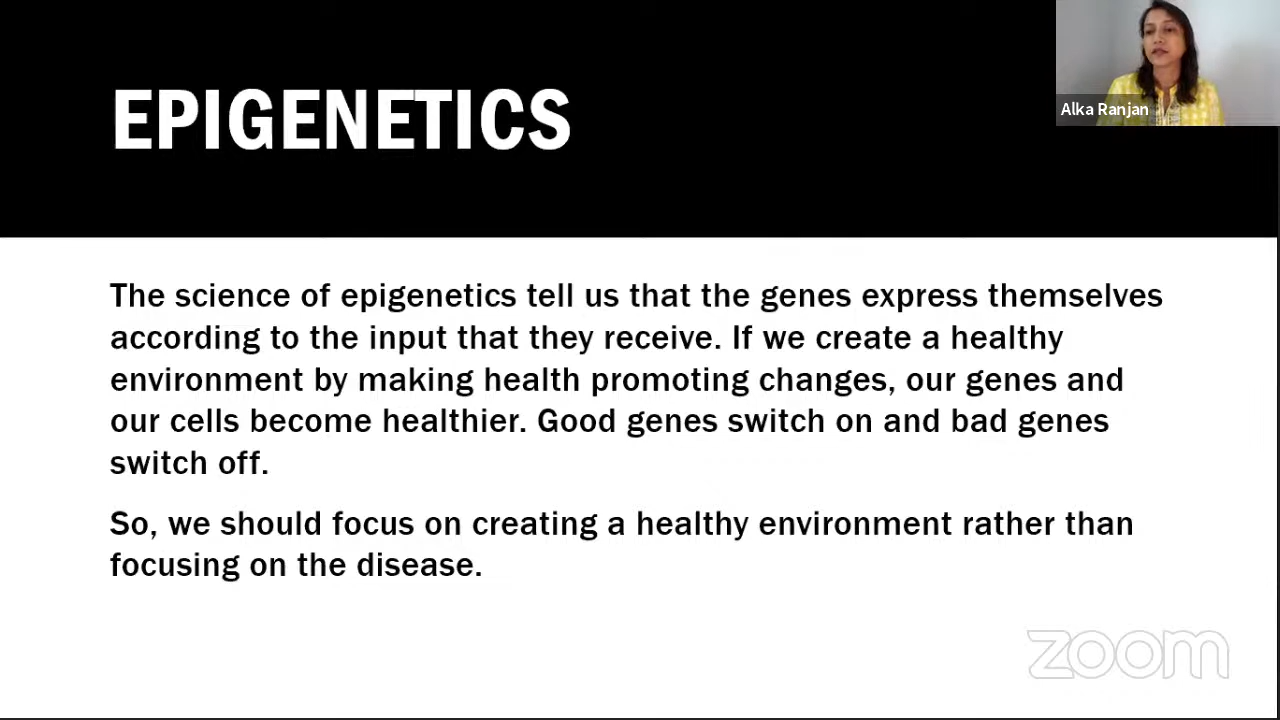 EPIGENETICS
Alka Ranjan
The science of epigenetics tell us that the genes express themselves
according to the input that they receive. If we create a healthy
environment by making health promoting changes, our genes and
our cells become healthier. Good genes switch on and bad genes
switch off.
So, we should focus on creating a healthy environment rather than
focusing on the disease.
zoom